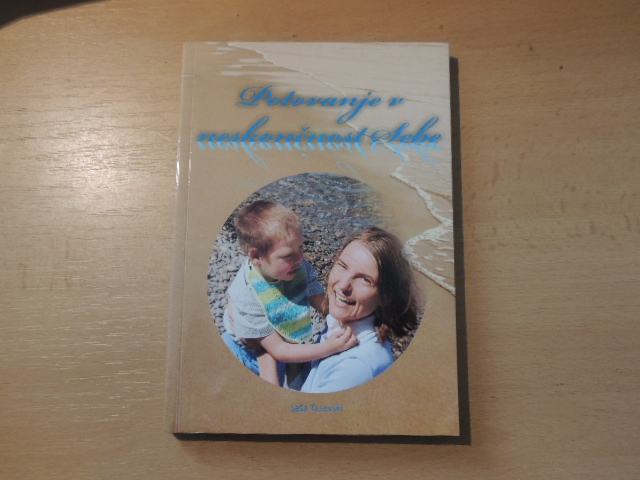 Potovanje v
neskončnost Sebe